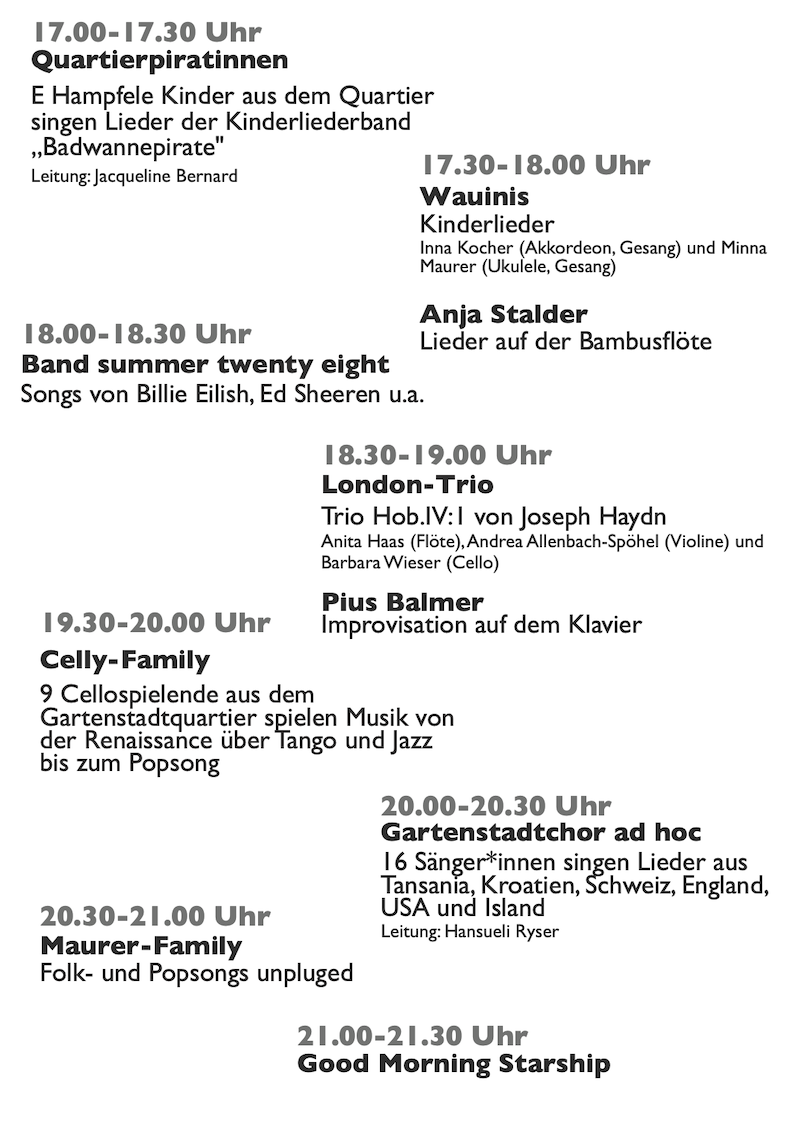 17.00-17.30 Uhr
Quartierpiratinnen
E Hampfele Kinder aus dem Quartier
singen Lieder der Kinderliederband
„Badwannepirate"
Leitung: Jacqueline Bernard
17.30-18.00 Uhr
Wauinis
Kinderlieder
Inna Kocher (Akkordeon, Gesang) und Minna
Maurer (Ukulele, Gesang)
Anja Stalder
Lieder auf der Bambusflöte
18.00-18.30 Uhr
Band summer twenty eight
Songs von Billie Eilish, Ed Sheeren u.a.
18.30-19.00 Uhr
London-Trio
Trio Hob.IV:1 von Joseph Haydn
Anita Haas (Flöte), Andrea Allenbach-Spöhel (Violine) und
Barbara Wieser (Cello)
Pius Balmer
Improvisation auf dem Klavier
19.30-20.00 Uhr
Celly-Family
9 Cellospielende aus dem
Gartenstadtquartier spielen Musik von
der Renaissance über Tango und Jazz
bis zum Popsong
20.00-20.30 Uhr
Gartenstadtchor ad hoc
16 Sänger*innen singen Lieder aus
Tansania, Kroatien, Schweiz, England,
USA und Island
Leitung: Hansueli Ryser
20.30-21.00 Uhr
Maurer-Family
Folk- und Popsongs unpluged
21.00-21.30 Uhr
Good Morning Starship